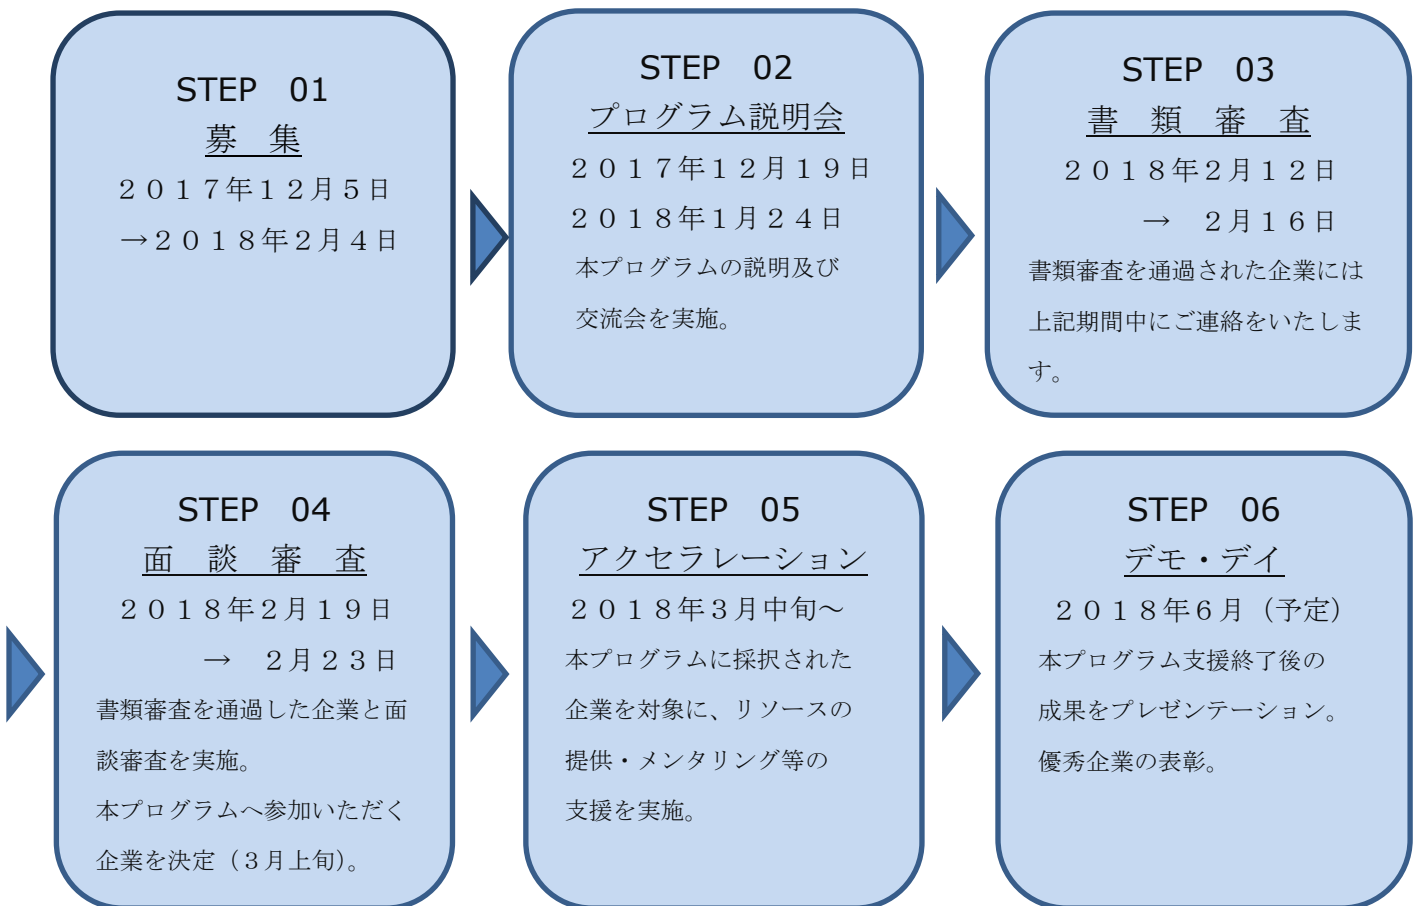 STEP　01
募　集
２０１７年１２月５日
→２０１８年２月４日
STEP　02
プログラム説明会
２０１７年１２月１９日
２０１８年１月２４日
本プログラムの説明及び
交流会を実施。
STEP　03
書　類　審　査
２０１８年２月１２日
→　２月１６日
書類審査を通過された企業には
上記期間中にご連絡をいたしま
す。
STEP　04
面　談　審　査
２０１８年２月１９日
→　２月２３日
書類審査を通過した企業と面
談審査を実施。
本プログラムへ参加いただく
企業を決定（３月上旬）。
STEP　05
アクセラレーション
２０１８年３月中旬～
本プログラムに採択された
企業を対象に、リソースの
提供・メンタリング等の
支援を実施。
STEP　06
デモ・デイ
２０１８年６月（予定）
本プログラム支援終了後の
成果をプレゼンテーション。
優秀企業の表彰。